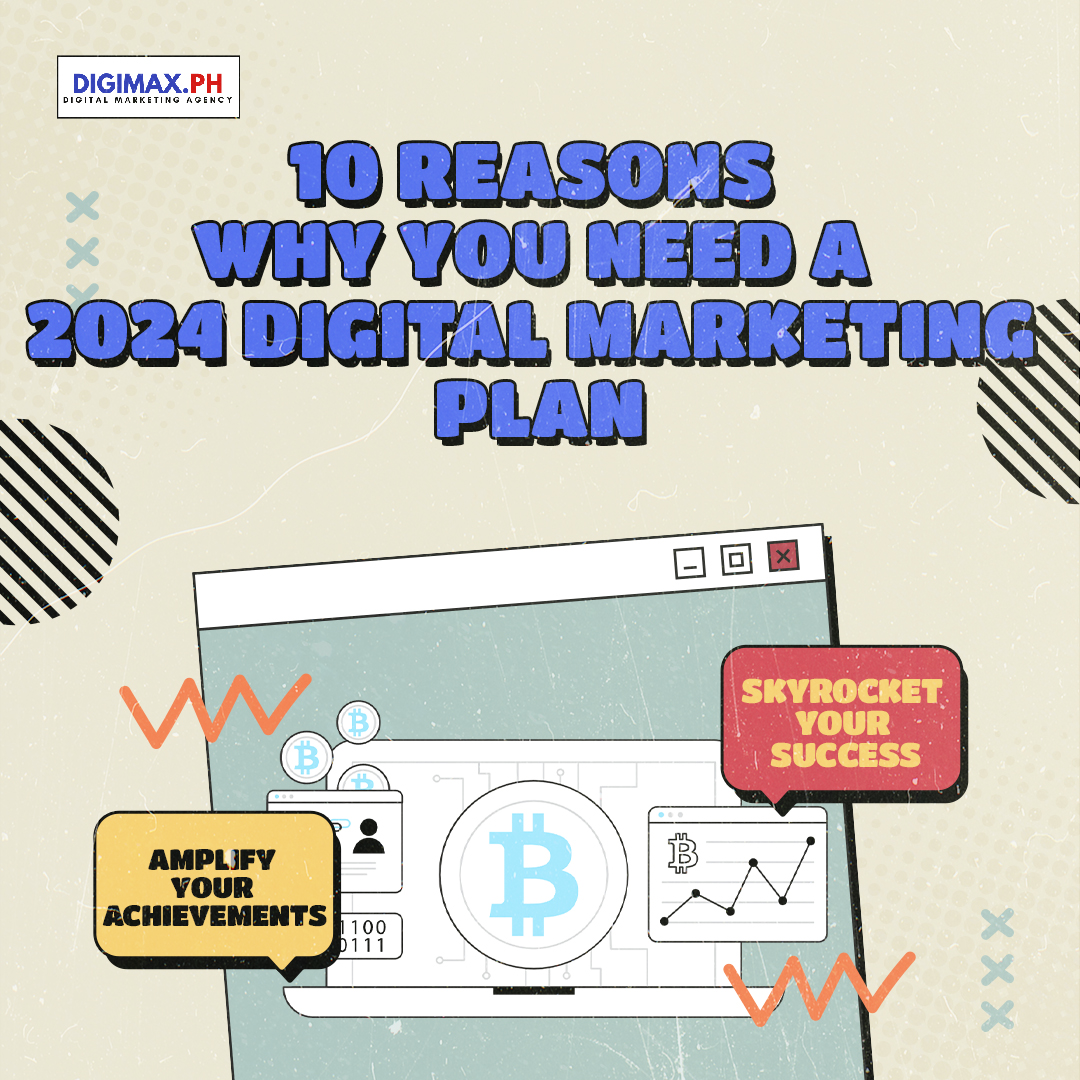 DIGIMAX.PH
DIGITAL MARKETING AGENCY
10 REASONS
WHY YOU NEED A
2024 DIGITAL MARKETING
PLAN
SKYROCKET
YOUR
SUCCESS
AMPLIFY
YOUR
ACHIEVEMENTS
1100
0111